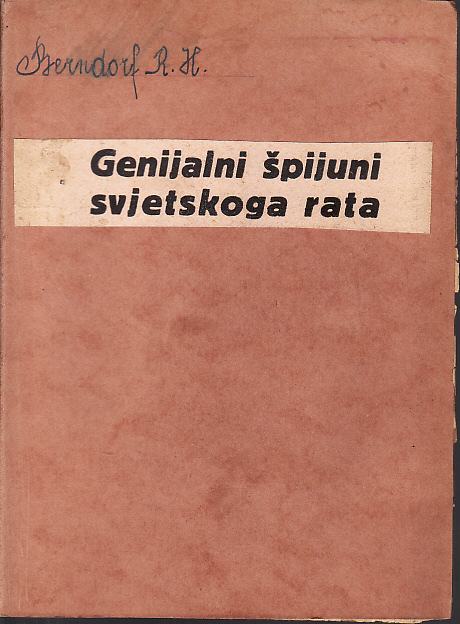 Berndorf R. H.
Genijalni špijuni
svjetskoga rata